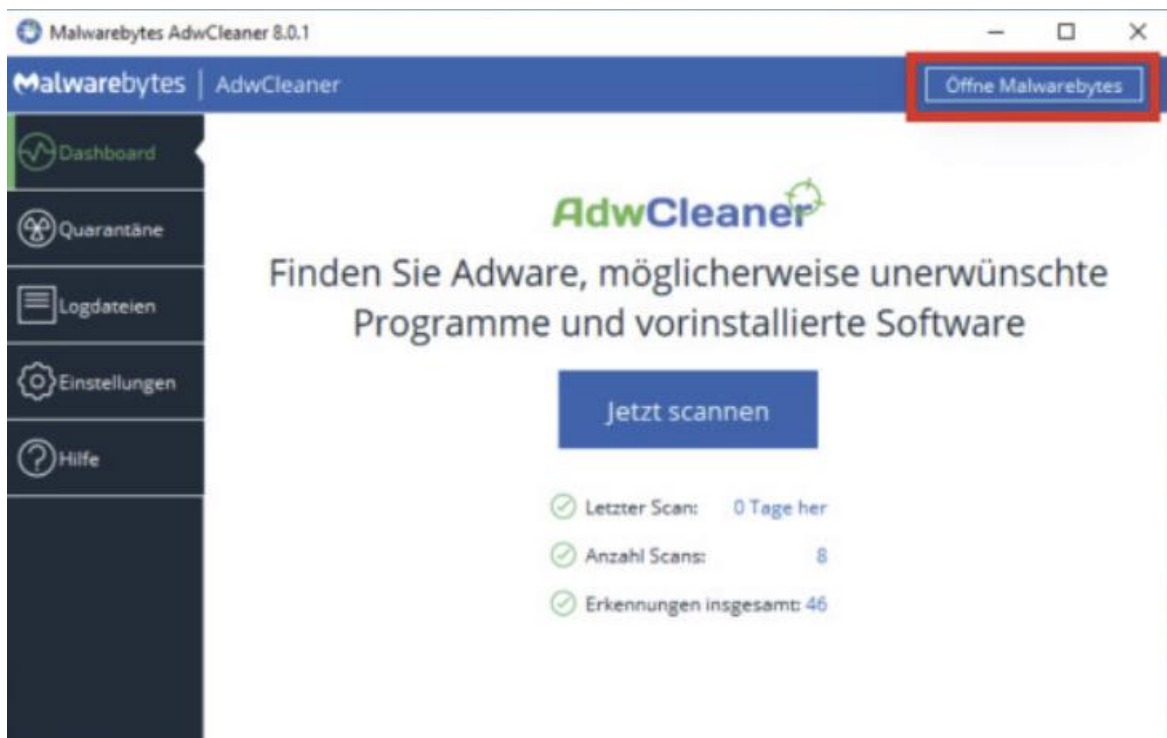 Malwarebytes AdwCleaner 8.0.1
Malwarebytes | AdwCleaner
Öffne Malwarebytes
Dashboard
Quarantäne
Logdateien
Einstellungen
Hilfe
AdwCleaner
Finden Sie Adware, möglicherweise unerwünschte
Programme und vorinstallierte Software
Jetzt scannen
Letzter Scan: 0 Tage her
Anzahl Scans: 8
Erkennungen insgesamt: 46